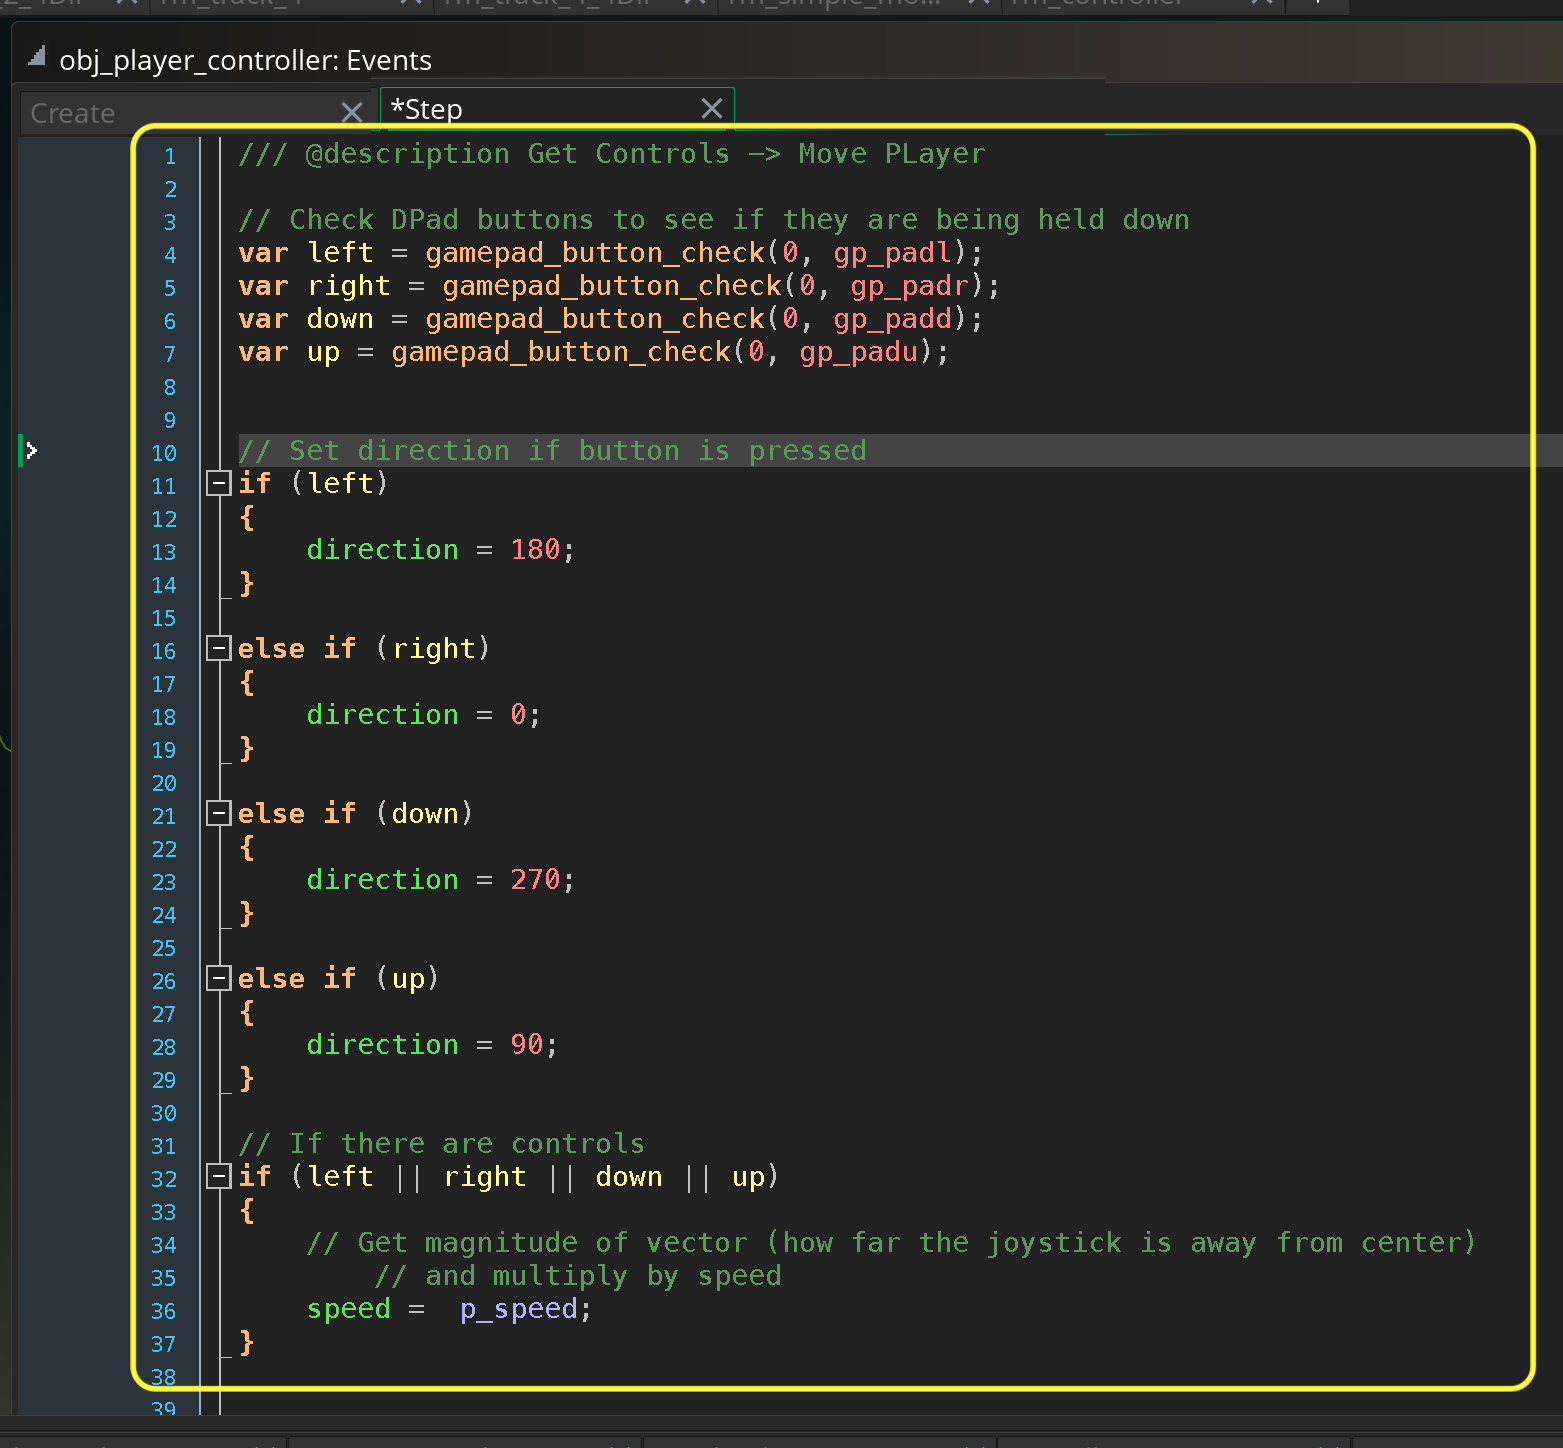 obj_player_controller: Events
Create
*Step
1 /// @description Get Controls -> Move PLayer
2
3 // Check DPad buttons to see if they are being held down
4 var left = gamepad_button_check(0, gp_padl);
5 var right = gamepad_button_check(0, gp_padr);
6 var down = gamepad_button_check(0, gp_padd);
7 var up = gamepad_button_check(0, gp_padu);
8
9
10 // Set direction if button is pressed
11 if (left)
12 {
13 direction = 180;
14 }
15
16 else if (right)
17 {
18 direction = 0;
19 }
20
21 else if (down)
22 {
23 direction = 270;
24 }
25
26 else if (up)
27 {
28 direction = 90;
29 }
30
31 // If there are controls
32 if (left || right || down || up)
33 {
34 // Get magnitude of vector (how far the joystick is away from center)
35 // and multiply by speed
36 speed =  p_speed;
37 }
38
39